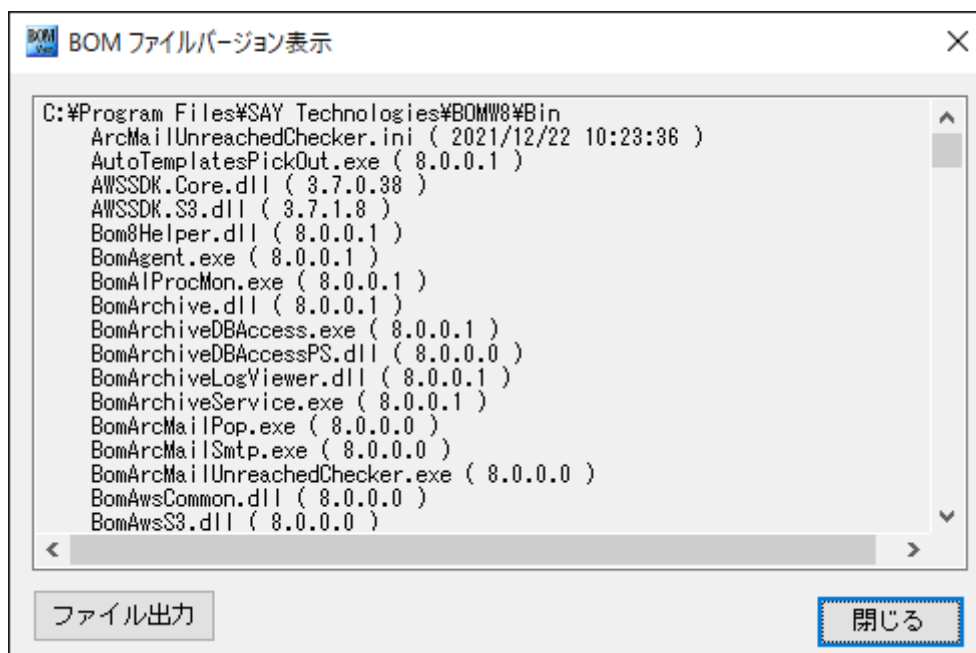 BOM Ver
BOM ファイルバージョン表示
C:¥Program Files¥SAY Technologies¥BOMW8¥Bin
ArcMailUnreachedChecker.ini ( 2021/12/22 10:23:36 )
AutoTemplatesPickOut.exe ( 8.0.0.1 )
AWSSDK.Core.dll ( 3.7.0.38 )
AWSSDK.S3.dll ( 3.7.1.8 )
Bom8Helper.dll ( 8.0.0.1 )
BomAgent.exe ( 8.0.0.1 )
BomAlProcMon.exe ( 8.0.0.1 )
BomArchive.dll ( 8.0.0.1 )
BomArchiveDBAccess.exe ( 8.0.0.1 )
BomArchiveDBAccessPS.dll ( 8.0.0.0 )
BomArchiveLogViewer.dll ( 8.0.0.1 )
BomArchiveService.exe ( 8.0.0.1 )
BomArcMailPop.exe ( 8.0.0.0 )
BomArcMailSmtp.exe ( 8.0.0.0 )
BomArcMailUnreachedChecker.exe ( 8.0.0.0 )
BomAwsCommon.dll ( 8.0.0.0 )
BomAwsS3.dll ( 8.0.0.0 )
ファイル出力
閉じる